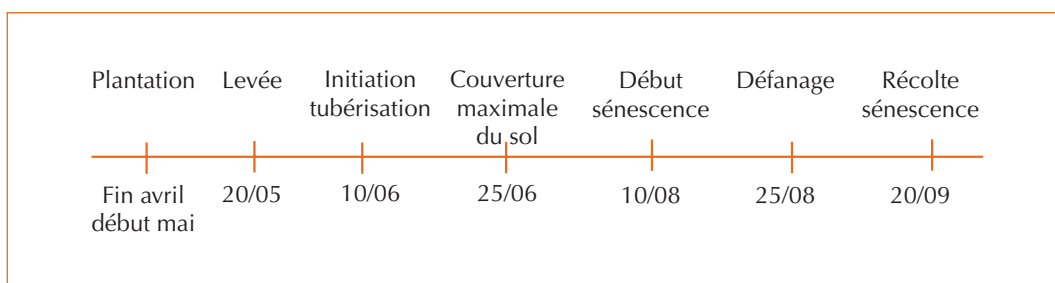 Plantation
Levée
Initiation
tubérisation
Couverture
maximale
du sol
Début
sénescence
Défanage
Récolte
sénescence
Fin avril
début mai
20/05
10/06
25/06
10/08
25/08
20/09